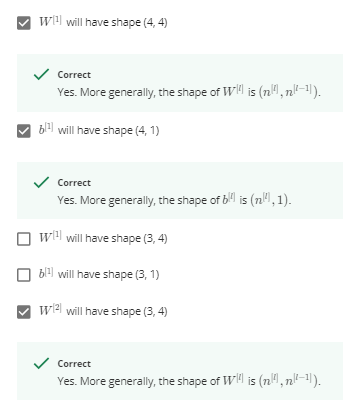 W^[1] will have shape (4, 4)
Correct
Yes. More generally, the shape of W^[l] is (n^[l], n^[l−1]).
b^[1] will have shape (4, 1)
Correct
Yes. More generally, the shape of b^[l] is (n^[l], 1).
W^[1] will have shape (3, 4)
b^[1] will have shape (3, 1)
W^[2] will have shape (3, 4)
Correct
Yes. More generally, the shape of W^[l] is (n^[l], n^[l−1]).